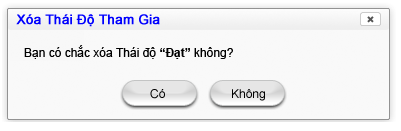 Xóa Thái Độ Tham Gia
Bạn có chắc xóa Thái độ “Đạt” không?
Có
Không